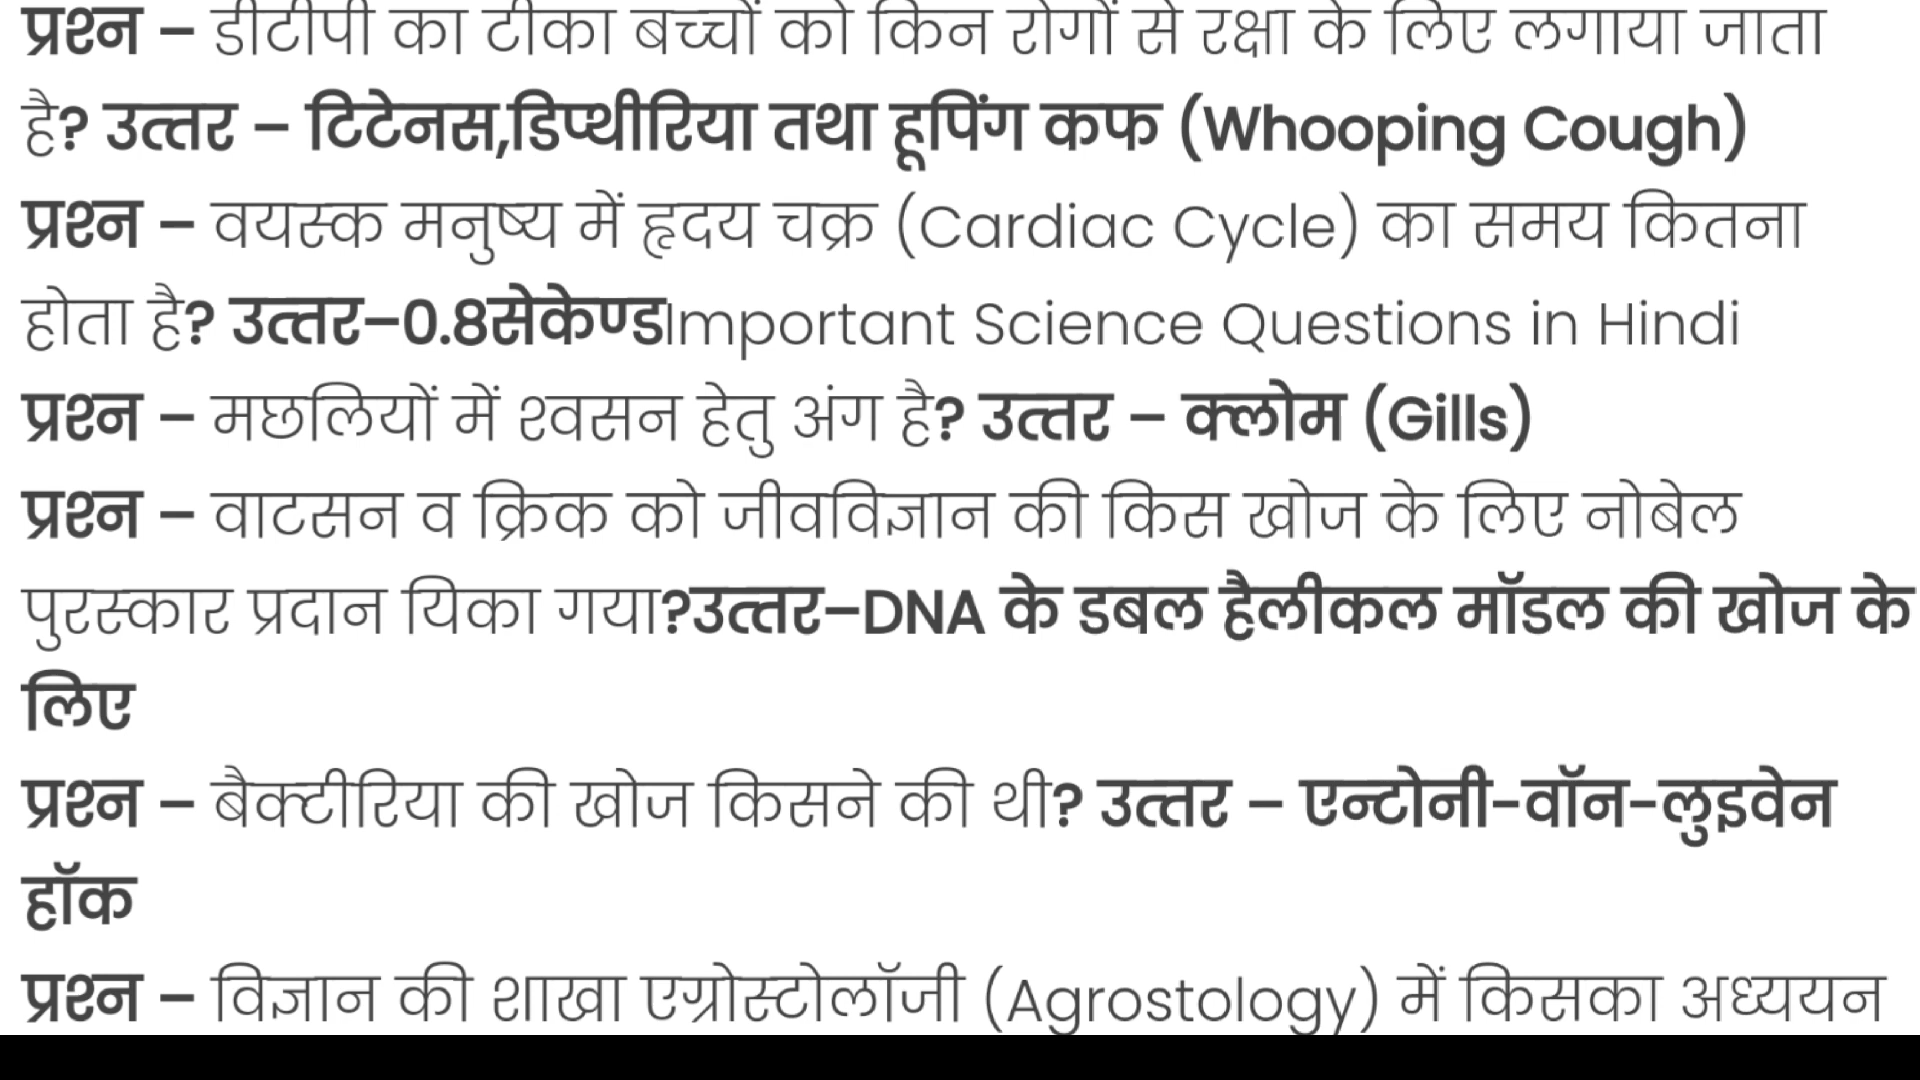 प्रश्न – डीटीपी का टीका बच्चों को किन रोगों से रक्षा के लिए लगाया जाता
है? उत्तर – टिटेनस,डिप्थीरिया तथा हूपिंग कफ (Whooping Cough)
प्रश्न – वयस्क मनुष्य में हृदय चक्र (Cardiac Cycle) का समय कितना
होता है? उत्तर–0.8सेकेण्डImportant Science Questions in Hindi
प्रश्न – मछलियों में श्वसन हेतु अंग है? उत्तर – क्लोम (Gills)
प्रश्न – वाटसन व क्रिक को जीवविज्ञान की किस खोज के लिए नोबेल
पुरस्कार प्रदान यिका गया?उत्तर–DNA के डबल हैलीकल मॉडल की खोज के
लिए
प्रश्न – बैक्टीरिया की खोज किसने की थी? उत्तर – एन्टोनी-वॉन-लुइवेन
हॉक
प्रश्न – विज्ञान की शाखा एग्रोस्टोलॉजी (Agrostology) में किसका अध्ययन